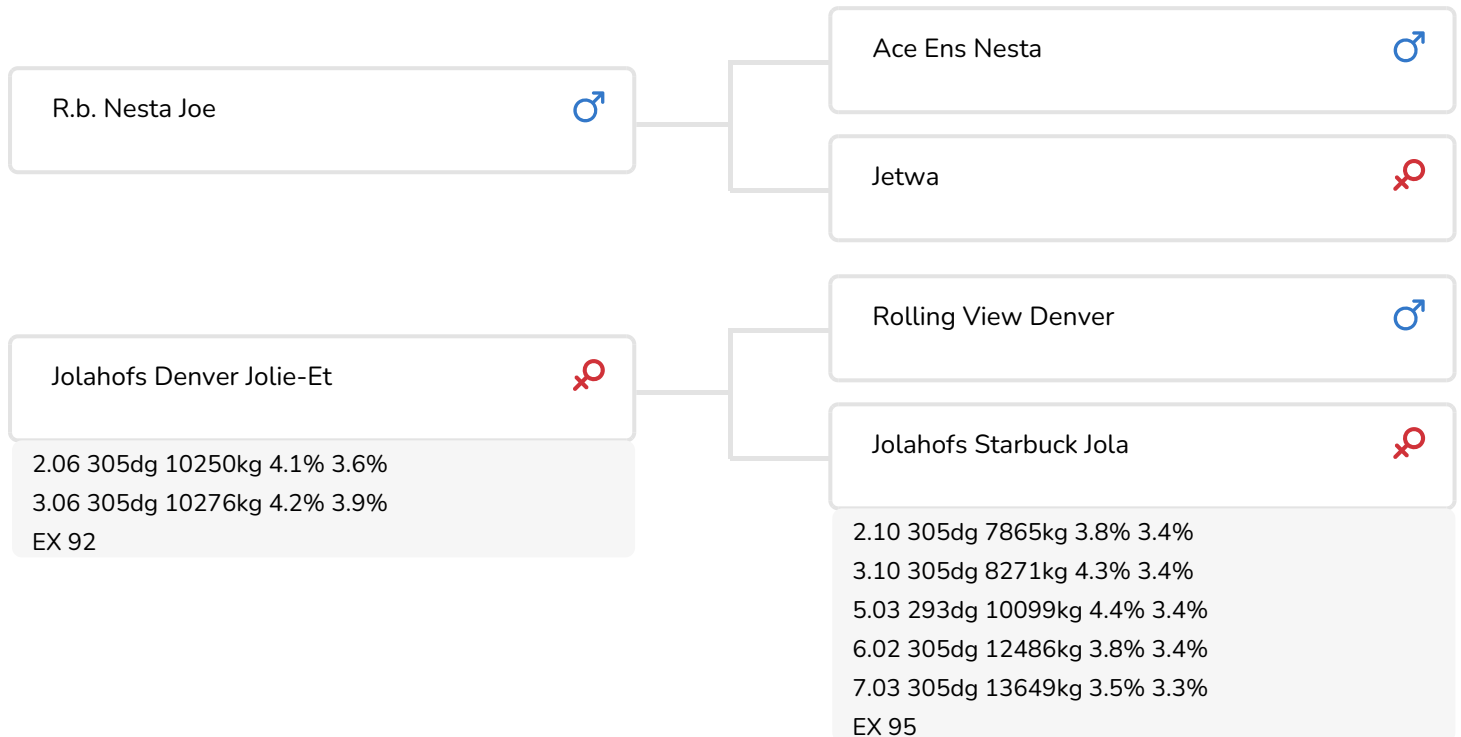 R.b. Nesta Joe
Ace Ens Nesta
Jetwa
Jolahofs Denver Jolie-Et
2.06 305dg 10250kg 4.1% 3.6%
3.06 305dg 10276kg 4.2% 3.9%
EX 92
Rolling View Denver
Jolahofs Starbuck Jola
2.10 305dg 7865kg 3.8% 3.4%
3.10 305dg 8271kg 4.3% 3.4%
5.03 293dg 10099kg 4.4% 3.4%
6.02 305dg 12486kg 3.8% 3.4%
7.03 305dg 13649kg 3.5% 3.3%
EX 95